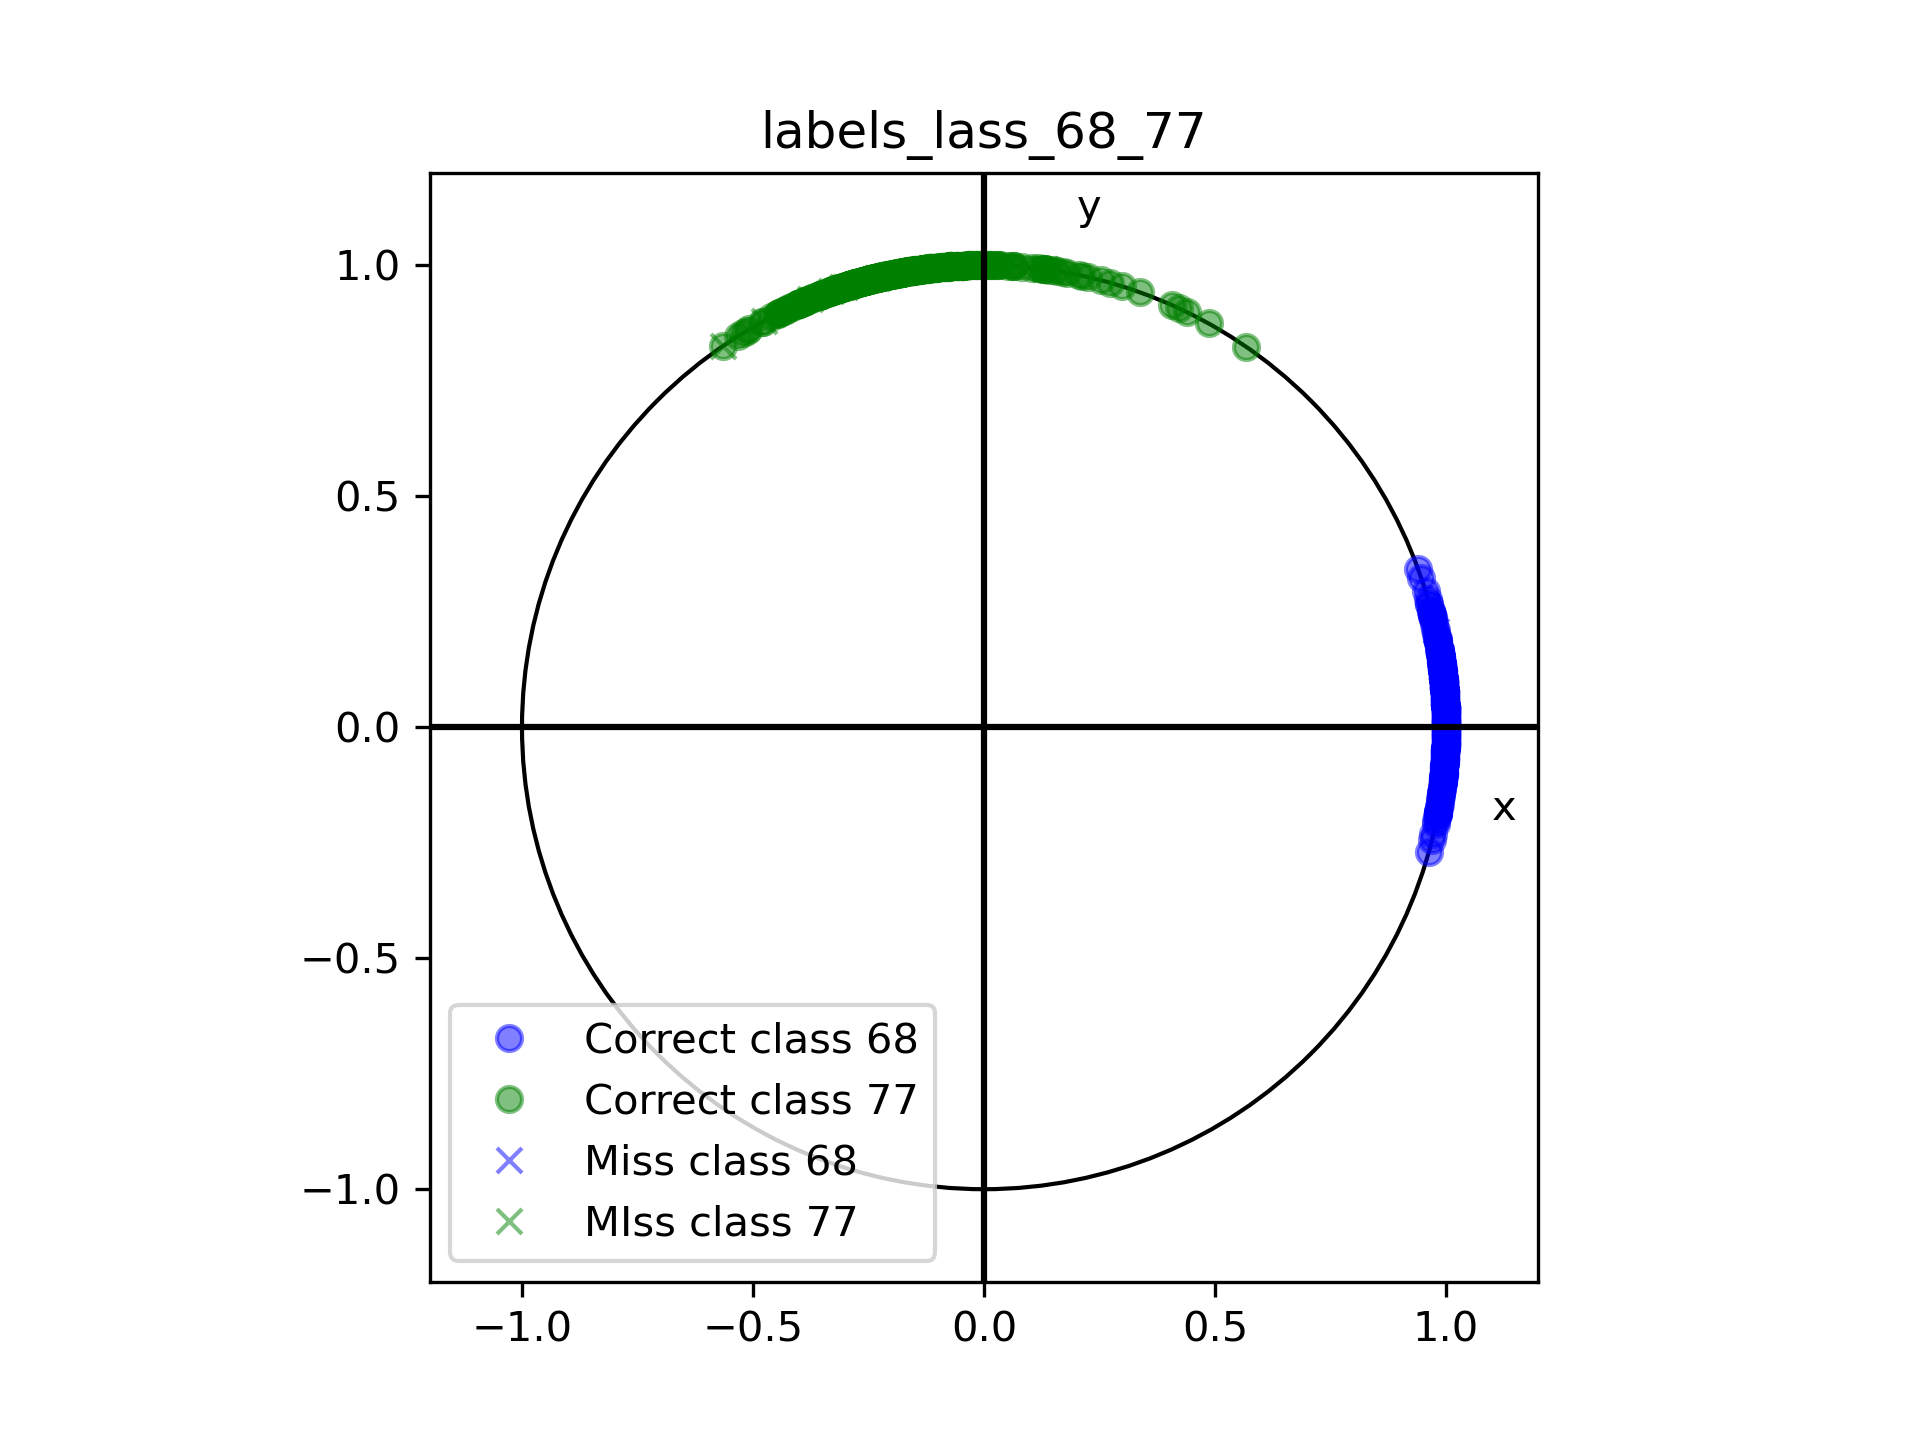 labels_lass_68_77
y
1.0
0.5
0.0
x
−0.5
−1.0
Correct class 68
Correct class 77
Miss class 68
MIss class 77
−1.0 −0.5 0.0 0.5 1.0